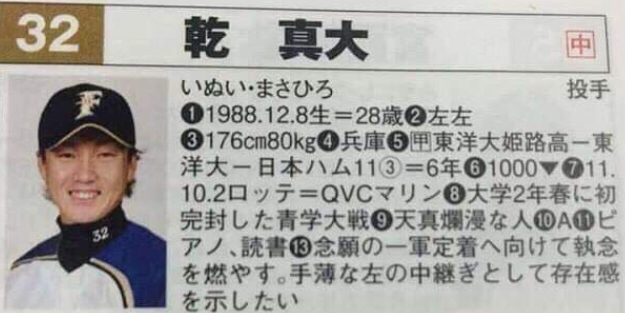 32 乾 真大 中
いぬい・まさひろ 投手
❶1988.12.8生=28歳❷左左
❸176cm80kg❹兵庫❺甲東洋大姫路高ー東
洋大ー日本ハム11③=6年❻1000▼❼11.
10.2ロッテ=QVCマリン❽大学2年春に初
完封した青学大戦❾天真爛漫な人❿A⓫ピ
アノ、読書⓭念願の一軍定着へ向けて執念
を燃やす。手薄な左の中継ぎとして存在感
を示したい
F
32